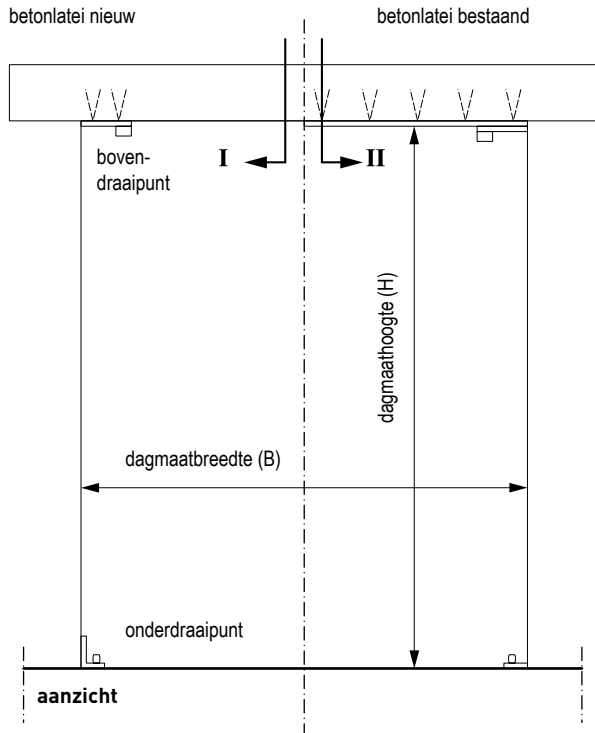 betonlatei nieuw
betonlatei bestaand
boven-
draaipunt
I
II
dagmaathoogte (H)
dagmaatbreedte (B)
onderdraaipunt
aanzicht